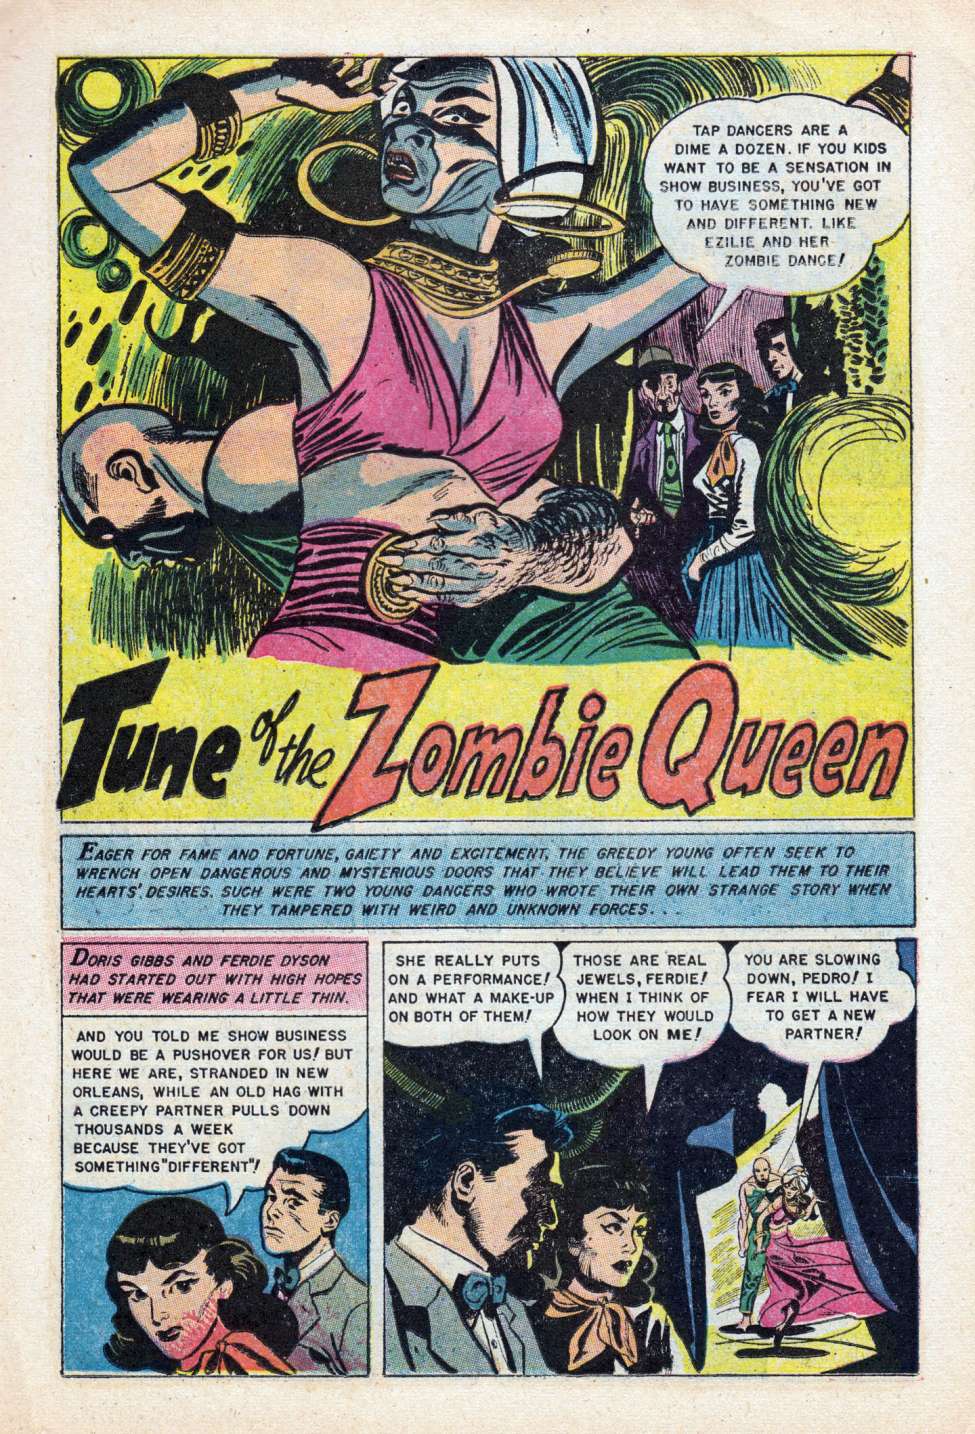 TAP DANCERS ARE A
DIME A DOZEN. IF YOU KIDS
WANT TO BE A SENSATION IN
SHOW BUSINESS, YOU'VE GOT
TO HAVE SOMETHING NEW
AND DIFFERENT. LIKE
EZILIE AND HER
ZOMBIE DANCE!
Tune of the Zombie Queen
EAGER FOR FAME AND FORTUNE, GAIETY AND EXCITEMENT, THE GREEDY YOUNG OFTEN SEEK TO
WRENCH OPEN DANGEROUS AND MYSTERIOUS DOORS THAT THEY BELIEVE WILL LEAD THEM TO THEIR
HEARTS' DESIRES. SUCH WERE TWO YOUNG DANCERS WHO WROTE THEIR OWN STRANGE STORY WHEN
THEY TAMPERED WITH WEIRD AND UNKNOWN FORCES...
DORIS GIBBS AND FERDIE DYSON
HAD STARTED OUT WITH HIGH HOPES
THAT WERE WEARING A LITTLE THIN.
AND YOU TOLD ME SHOW BUSINESS
WOULD BE A PUSHOVER FOR US! BUT
HERE WE ARE, STRANDED IN NEW
ORLEANS, WHILE AN OLD HAG WITH
A CREEPY PARTNER PULLS DOWN
THOUSANDS A WEEK
BECAUSE THEY'VE GOT
SOMETHING "DIFFERENT"!
SHE REALLY PUTS
ON A PERFORMANCE!
AND WHAT A MAKE-UP
ON BOTH OF THEM!
THOSE ARE REAL
JEWELS, FERDIE!
WHEN I THINK OF
HOW THEY WOULD
LOOK ON ME!
YOU ARE SLOWING
DOWN, PEDRO! I
FEAR I WILL HAVE
TO GET A NEW
PARTNER!